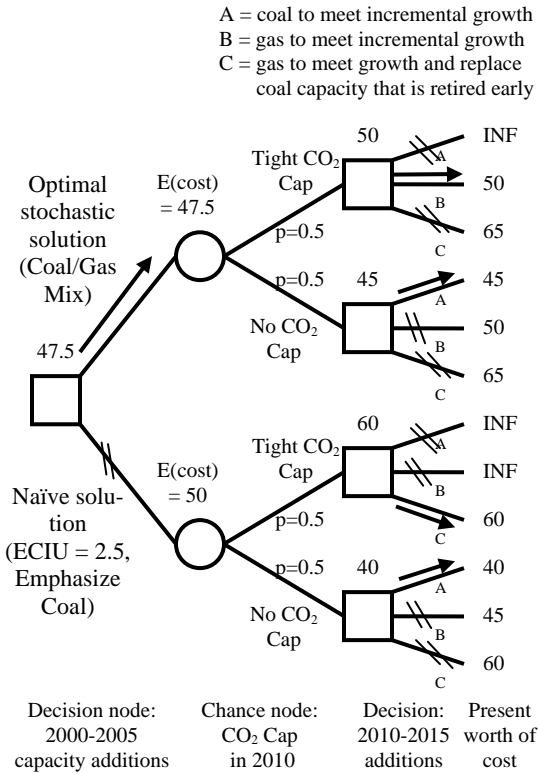 A = coal to meet incremental growth
B = gas to meet incremental growth
C = gas to meet growth and replace
coal capacity that is retired early
50
INF
Tight CO2
Cap
A
Optimal
stochastic
solution
(Coal/Gas
Mix)
E(cost)
= 47.5
50
B
p=0.5
65
C
p=0.5
45
45
A
No CO2
Cap
50
B
47.5
65
C
60
INF
Tight CO2
Cap
A
E(cost)
= 50
INF
B
Naïve solu-
tion
(ECIU = 2.5,
Emphasize
Coal)
p=0.5
60
C
p=0.5
40
40
A
No CO2
Cap
45
B
60
C
Decision node:
2000-2005
capacity additions
Chance node:
CO2 Cap
in 2010
Decision:
2010-2015
additions
Present
worth of
cost